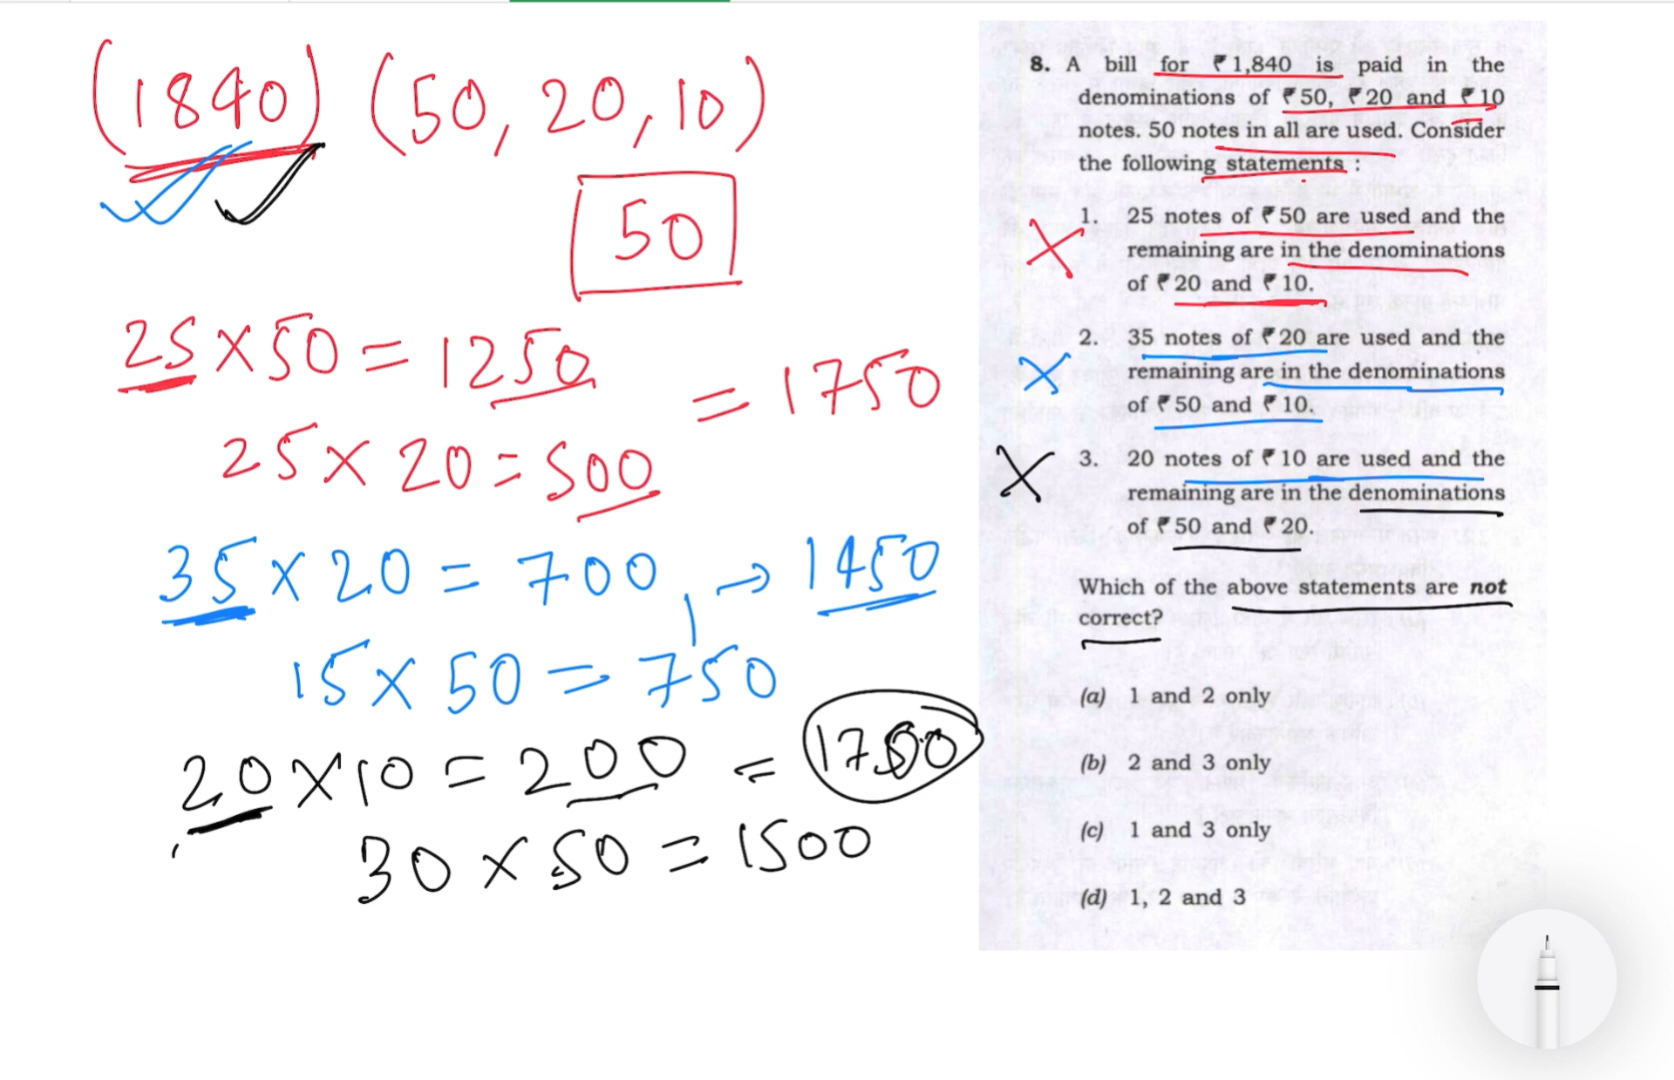 (1840) (50, 20, 10)
50
25 × 50 = 1250
= 1750
25 × 20 = 500
35 × 20 = 700, → 1450
15 × 50 = 750
20 × 10 = 200 = 1700
30 × 50 = 1500
8. A bill for ₹ 1,840 is paid in the
denominations of ₹ 50, ₹ 20 and ₹ 10
notes. 50 notes in all are used. Consider
the following statements :
1. 25 notes of ₹ 50 are used and the
remaining are in the denominations
of ₹ 20 and ₹ 10.
2. 35 notes of ₹ 20 are used and the
remaining are in the denominations
of ₹ 50 and ₹ 10.
3. 20 notes of ₹ 10 are used and the
remaining are in the denominations
of ₹ 50 and ₹ 20.
Which of the above statements are not
correct?
(a) 1 and 2 only
(b) 2 and 3 only
(c) 1 and 3 only
(d) 1, 2 and 3